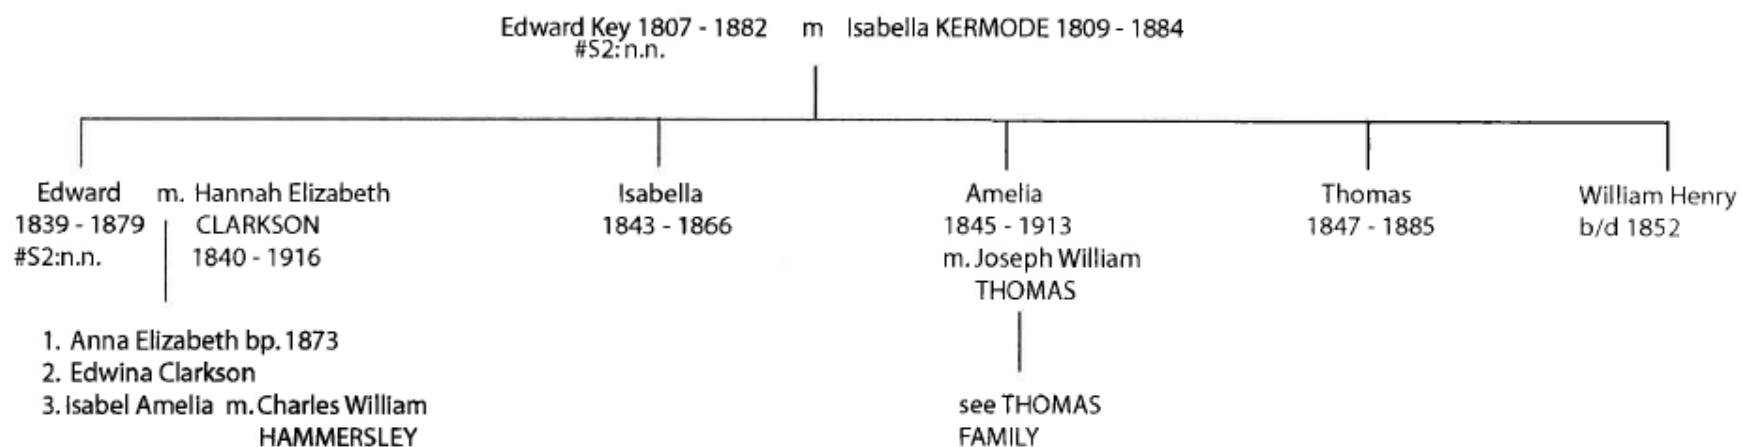 Edward Key 1807 - 1882 m Isabella KERMODE 1809 - 1884
#S2: n.n.
Edward m. Hannah Elizabeth
1839 - 1879 CLARKSON
#S2:n.n. 1840 - 1916
Isabella
1843 - 1866
Amelia
1845 - 1913
m. Joseph William
THOMAS
Thomas
1847 - 1885
William Henry
b/d 1852
1. Anna Elizabeth bp. 1873
2. Edwina Clarkson
3. Isabel Amelia m. Charles William
HAMMERSLEY
see THOMAS
FAMILY